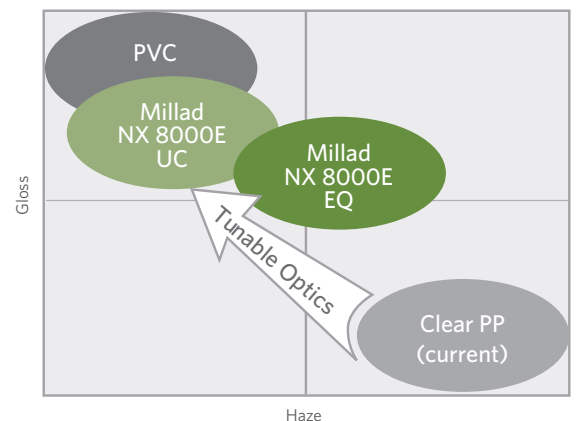 PVC
Millad
NX 8000E
UC
Millad
NX 8000E
EQ
Gloss
Tunable Optics
Clear PP
(current)
Haze